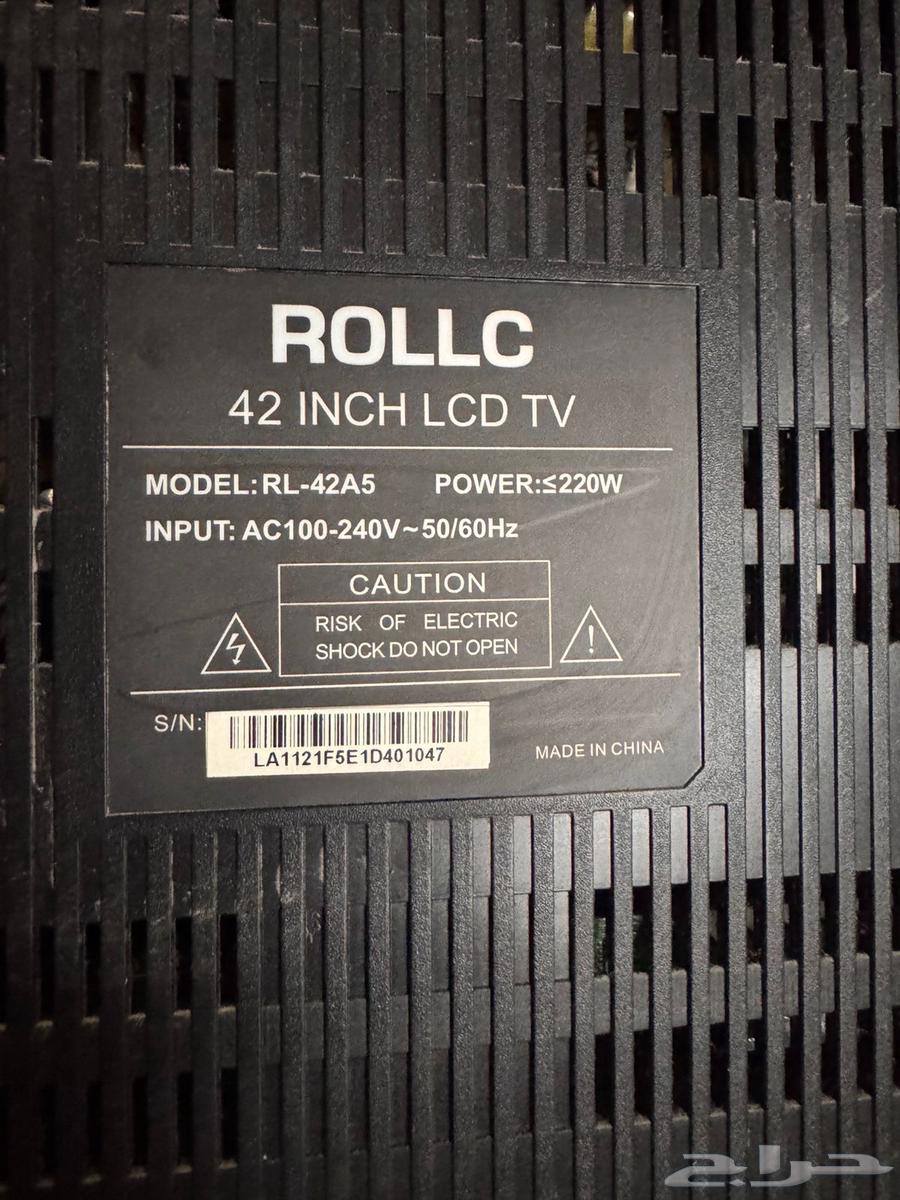 ROLLC
42 INCH LCD TV
MODEL: RL-42A5 POWER:≤220W
INPUT: AC100-240V~50/60Hz
CAUTION
RISK OF ELECTRIC
SHOCK DO NOT OPEN
!
S/N:
LA1121F5E1D401047
MADE IN CHINA
حراج